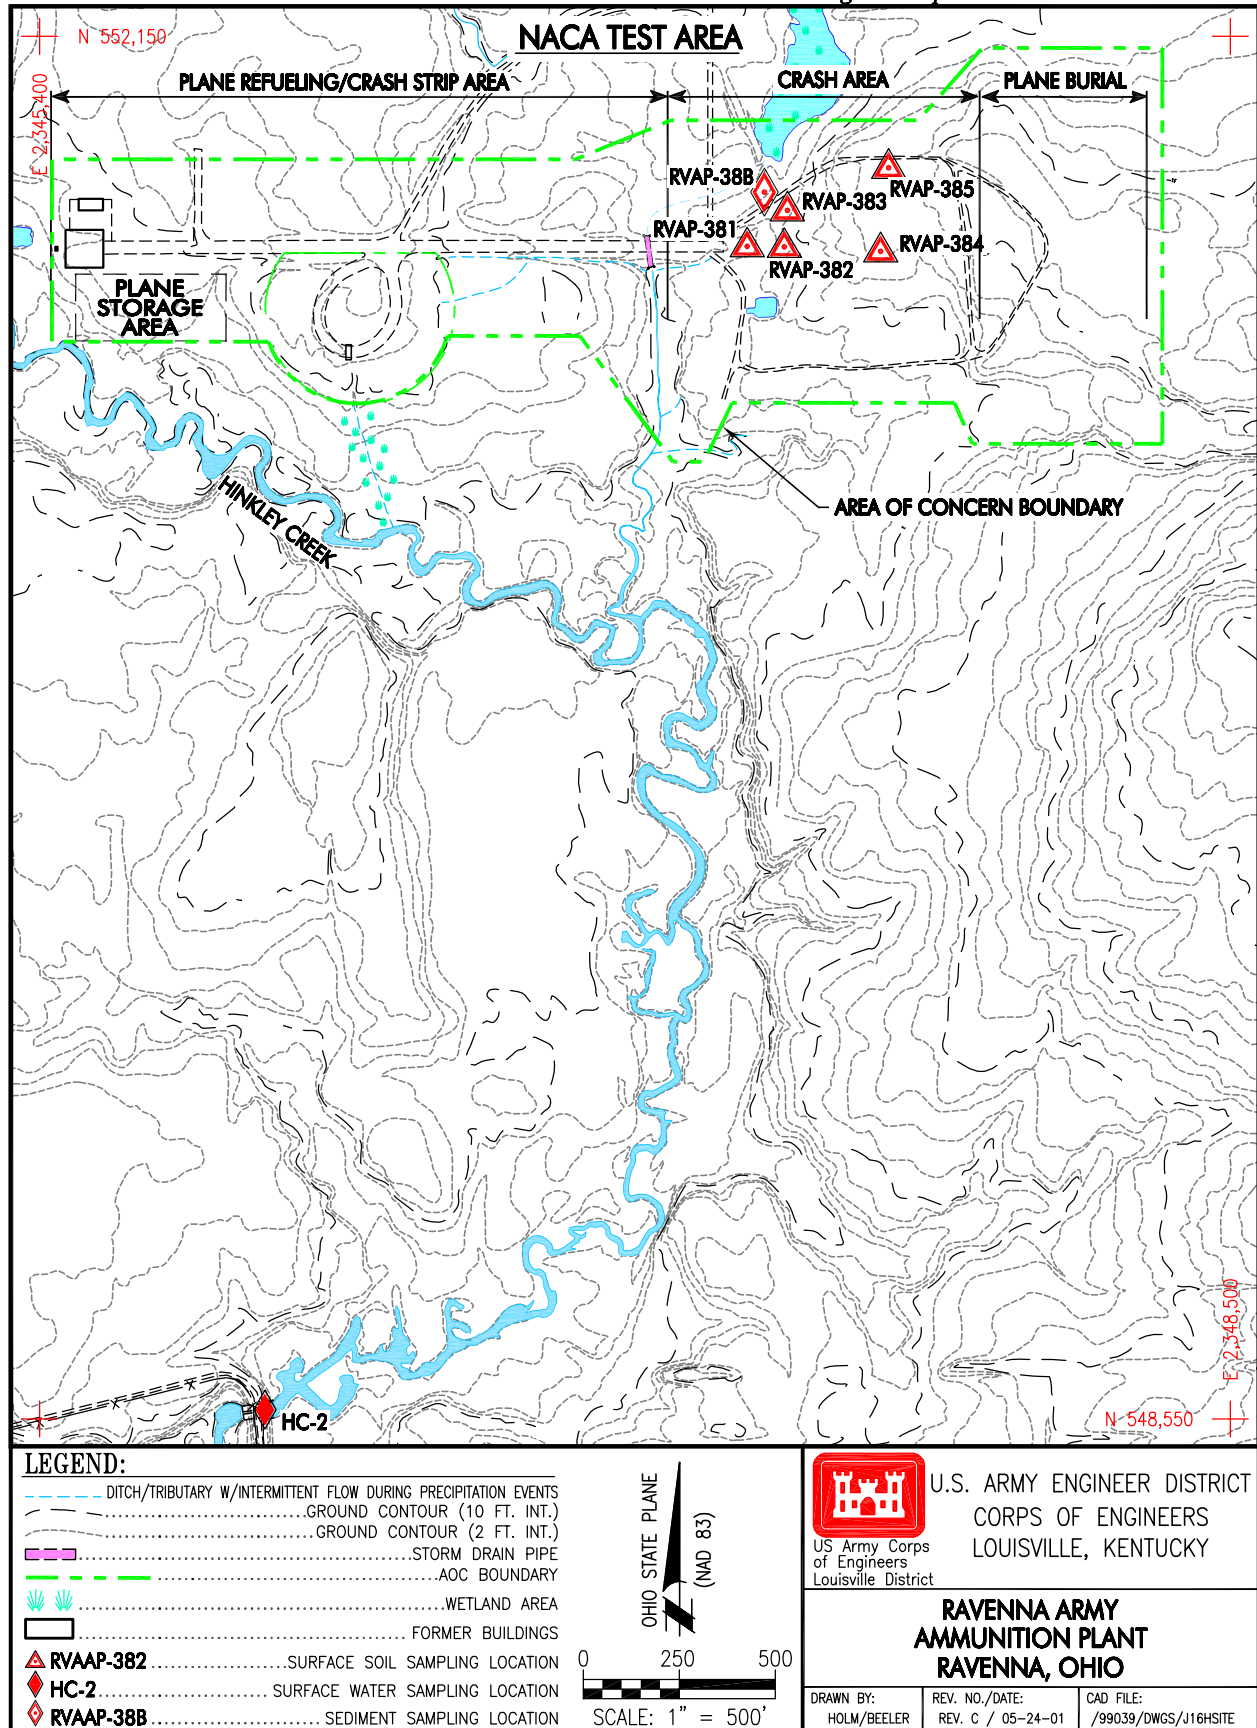 N 552,150
NACA TEST AREA
E 2,345,400
PLANE REFUELING/CRASH STRIP AREA
CRASH AREA
PLANE BURIAL
RVAP-38B
RVAP-385
RVAP-383
RVAP-381
RVAP-384
RVAP-382
PLANE
STORAGE
AREA
HINKLEY CREEK
AREA OF CONCERN BOUNDARY
E 2,348,500
N 548,550
HC-2
LEGEND:
DITCH/TRIBUTARY W/INTERMITTENT FLOW DURING PRECIPITATION EVENTS
GROUND CONTOUR (10 FT. INT.)
GROUND CONTOUR (2 FT. INT.)
STORM DRAIN PIPE
AOC BOUNDARY
WETLAND AREA
FORMER BUILDINGS
RVAAP-382 SURFACE SOIL SAMPLING LOCATION
HC-2 SURFACE WATER SAMPLING LOCATION
RVAAP-38B SEDIMENT SAMPLING LOCATION
OHIO STATE PLANE
(NAD 83)
0 250 500
SCALE: 1" = 500'
US Army Corps
of Engineers
Louisville District
U.S. ARMY ENGINEER DISTRICT
CORPS OF ENGINEERS
LOUISVILLE, KENTUCKY
RAVENNA ARMY
AMMUNITION PLANT
RAVENNA, OHIO
DRAWN BY:
HOLM/BEELER
REV. NO./DATE:
REV. C / 05-24-01
CAD FILE:
/99039/DWGS/J16HSITE